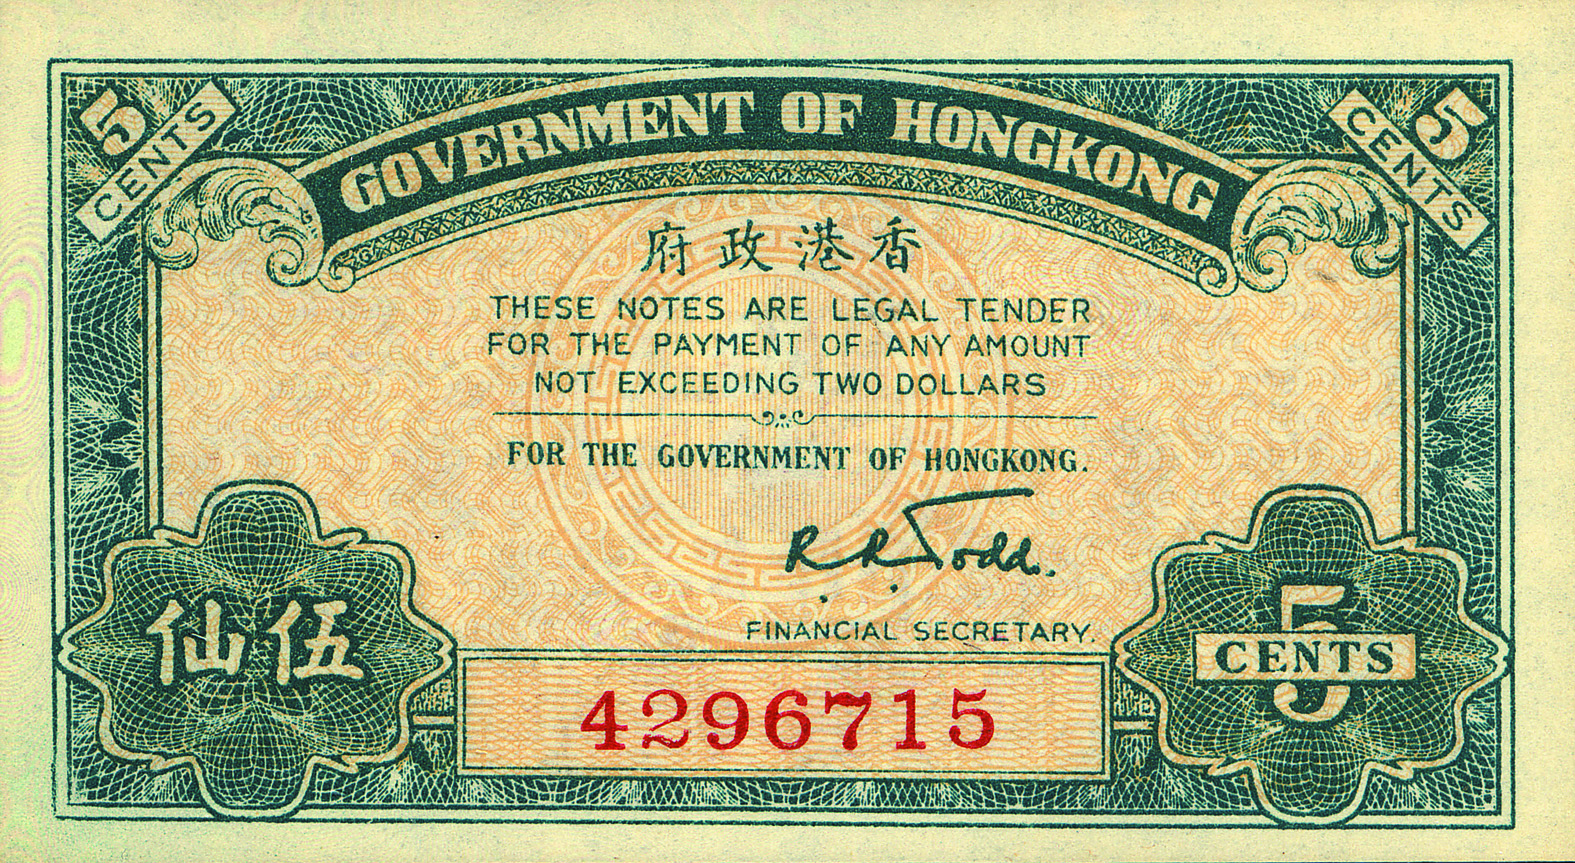 5 CENTS
GOVERNMENT OF HONGKONG
5 CENTS
府政港香
THESE NOTES ARE LEGAL TENDER
FOR THE PAYMENT OF ANY AMOUNT
NOT EXCEEDING TWO DOLLARS
FOR THE GOVERNMENT OF HONGKONG.
R. R. Todd.
FINANCIAL SECRETARY.
仙伍
5 CENTS
4296715